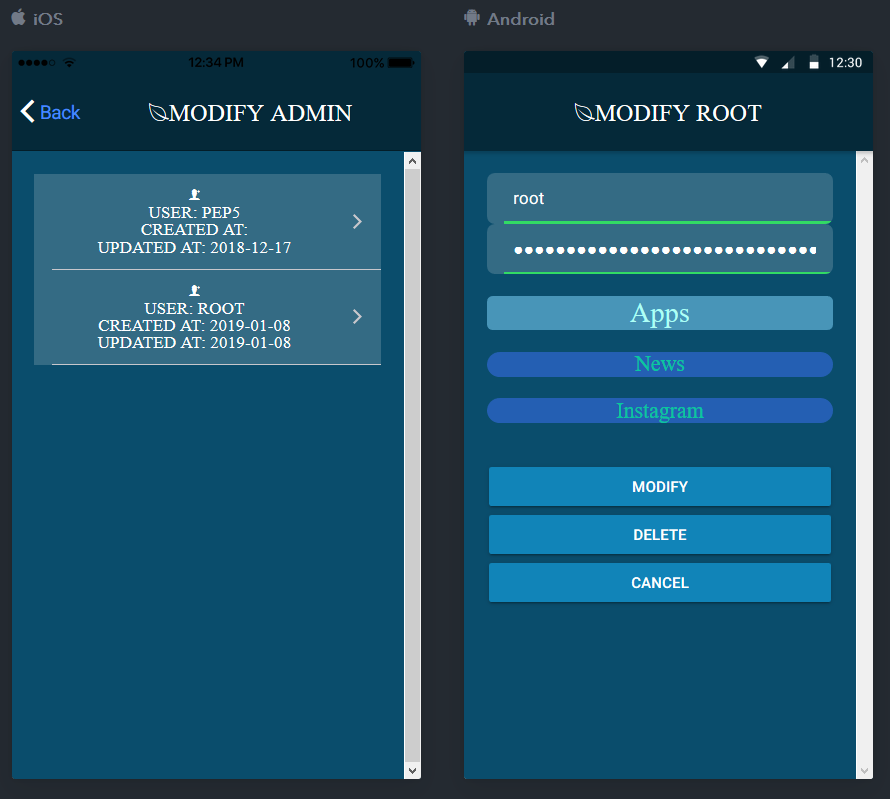 iOS
12:34 PM
100%
Back
MODIFY ADMIN
USER: PEP5
CREATED AT:
UPDATED AT: 2018-12-17
USER: ROOT
CREATED AT: 2019-01-08
UPDATED AT: 2019-01-08
Android
12:30
MODIFY ROOT
root
Apps
News
Instagram
MODIFY
DELETE
CANCEL